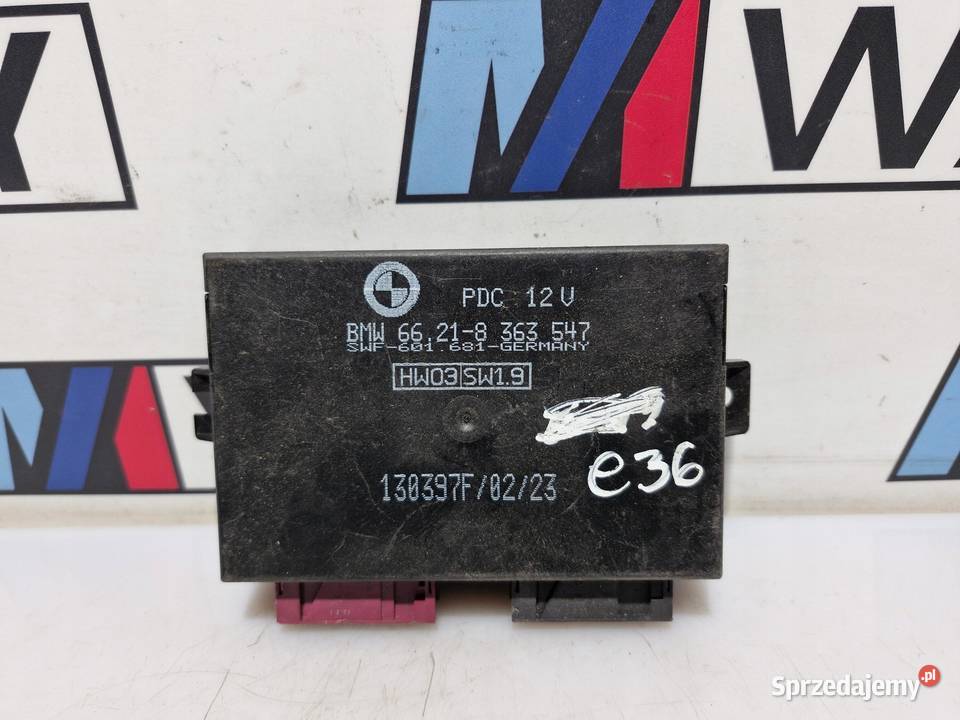 W
PDC 12V
BMW 66.21-8 363 547
SWF-601.681-GERMANY
HW03 SW1.9
130397F/02/23
e36
Sprzedajemy.pl